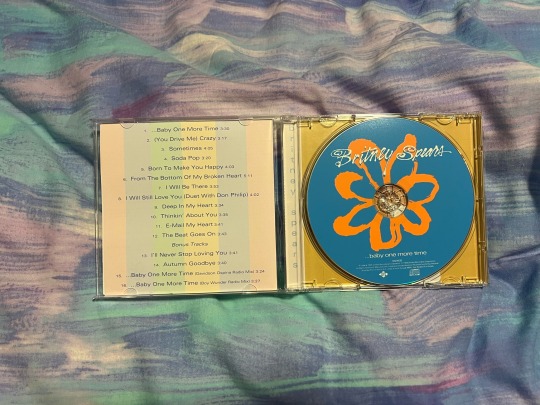 1. ...Baby One More Time 3:30
2. (You Drive Me) Crazy 3:17
3. Sometimes 4:05
4. Soda Pop 3:20
5. Born To Make You Happy 4:03
6. From The Bottom Of My Broken Heart 5:11
7. I Will Be There 3:53
8. I Will Still Love You (Duet With Don Philip) 4:02
9. Deep In My Heart 3:34
10. Thinkin' About You 3:35
11. E-Mail My Heart 3:41
12. The Beat Goes On 3:43
Bonus Tracks
13. I'll Never Stop Loving You 3:41
14. Autumn Goodbye 3:40
15. ...Baby One More Time (Davidson Ospina Radio Mix) 3:24
16. ...Baby One More Time (Boy Wunder Radio Mix) 3:27
britney spears
Britney Spears
...baby one more time